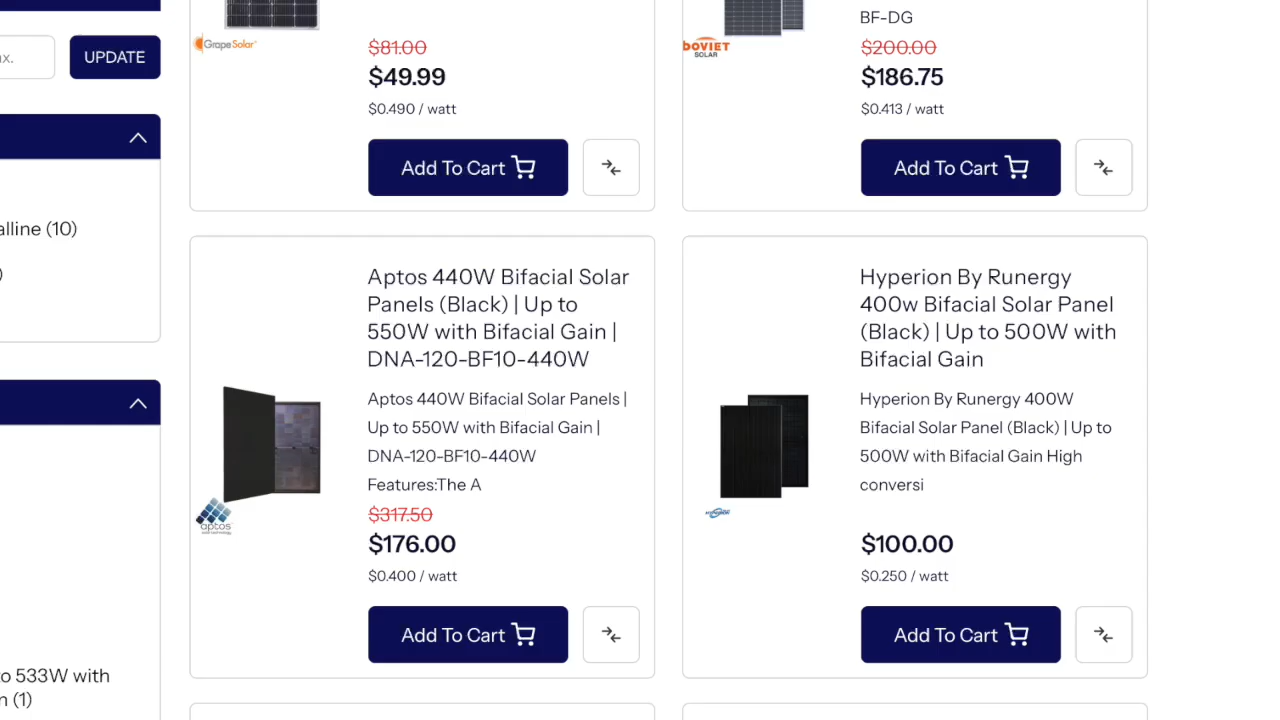 x.
UPDATE
alline (10)
)
to 533W with
n (1)
GrapeSolar
$81.00
$49.99
$0.490 / watt
Add To Cart
BF-DG
BOVIET
SOLAR
$200.00
$186.75
$0.413 / watt
Add To Cart
Aptos 440W Bifacial Solar
Panels (Black) | Up to
550W with Bifacial Gain |
DNA-120-BF10-440W
Aptos 440W Bifacial Solar Panels |
Up to 550W with Bifacial Gain |
DNA-120-BF10-440W
Features:The A
aptos
$317.50
$176.00
$0.400 / watt
Add To Cart
Hyperion By Runergy
400w Bifacial Solar Panel
(Black) | Up to 500W with
Bifacial Gain
Hyperion By Runergy 400W
Bifacial Solar Panel (Black) | Up to
500W with Bifacial Gain High
conversi
$100.00
$0.250 / watt
Add To Cart